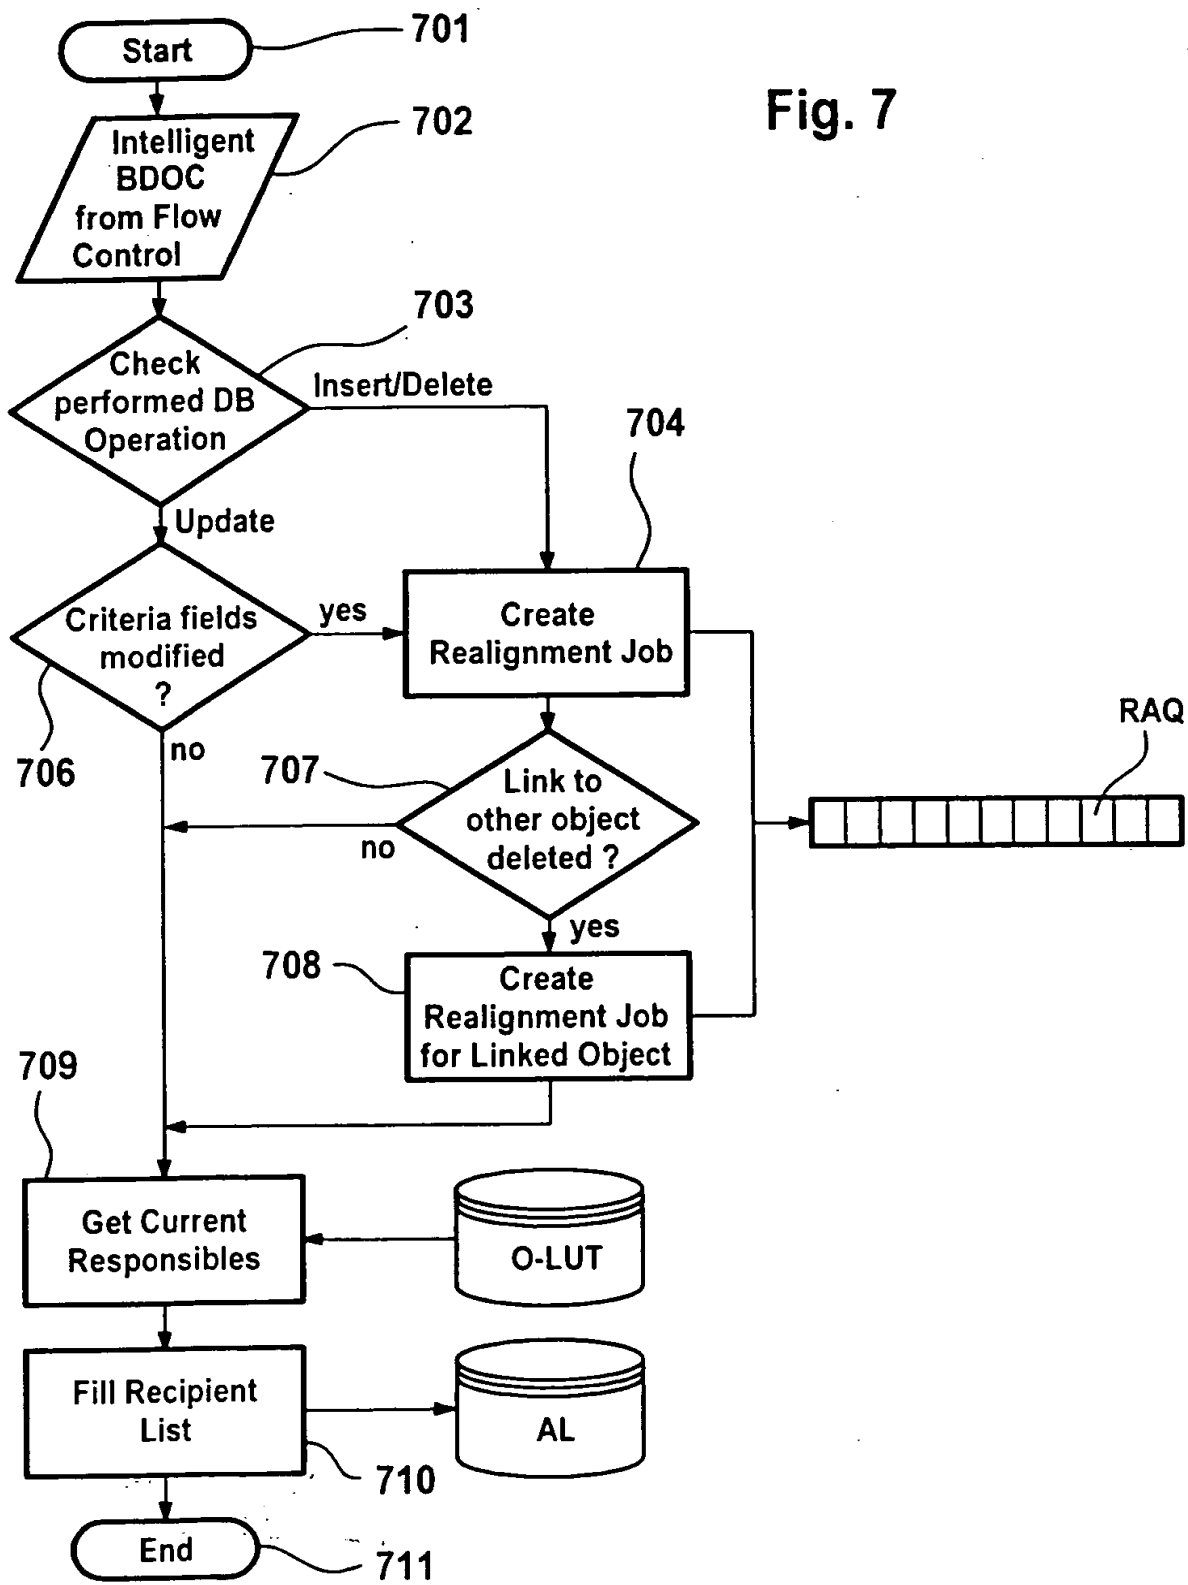 701
Start
Fig. 7
702
Intelligent
BDOC
from Flow
Control
703
Check
performed DB
Operation
Insert/Delete
704
Update
Create
Realignment Job
Criteria fields
modified
?
yes
706
no
RAQ
707
Link to
other object
deleted ?
no
yes
708
Create
Realignment Job
for Linked Object
709
Get Current
Responsibles
O-LUT
Fill Recipient
List
AL
710
End
711